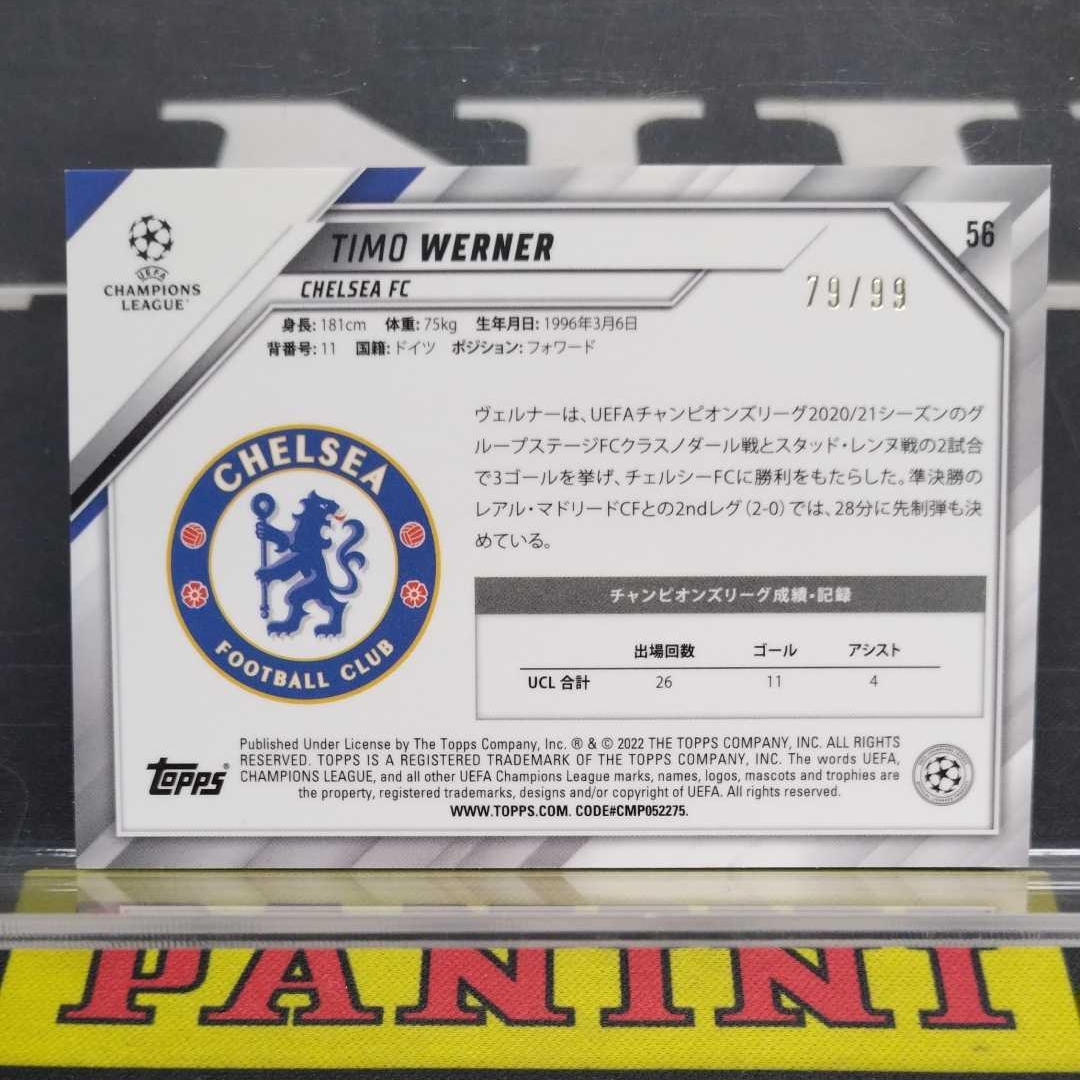 UEFA
CHAMPIONS
LEAGUE
TIMO WERNER
56
CHELSEA FC
79/99
身長: 181cm 体重: 75kg 生年月日: 1996年3月6日
背番号: 11 国籍: ドイツ ポジション: フォワード
ヴェルナーは、UEFAチャンピオンズリーグ2020/21シーズンのグ
ループステージFCクラスノダール戦とスタッド・レンヌ戦の2試合
で3ゴールを挙げ、チェルシーFCに勝利をもたらした。準決勝の
レアル・マドリードCFとの2ndレグ(2-0)では、28分に先制弾も決
めている。
CHELSEA
FOOTBALL CLUB
チャンピオンズリーグ成績・記録
出場回数 ゴール アシスト
UCL 合計 26 11 4
topps®
Published Under License by The Topps Company, Inc. ® & © 2022 THE TOPPS COMPANY, INC. ALL RIGHTS
RESERVED. TOPPS IS A REGISTERED TRADEMARK OF THE TOPPS COMPANY, INC. The words UEFA,
CHAMPIONS LEAGUE, and all other UEFA Champions League marks, names, logos, mascots and trophies are
the property, registered trademarks, designs and/or copyright of UEFA. All rights reserved.
WWW.TOPPS.COM. CODE#CMP052275.
PANINI